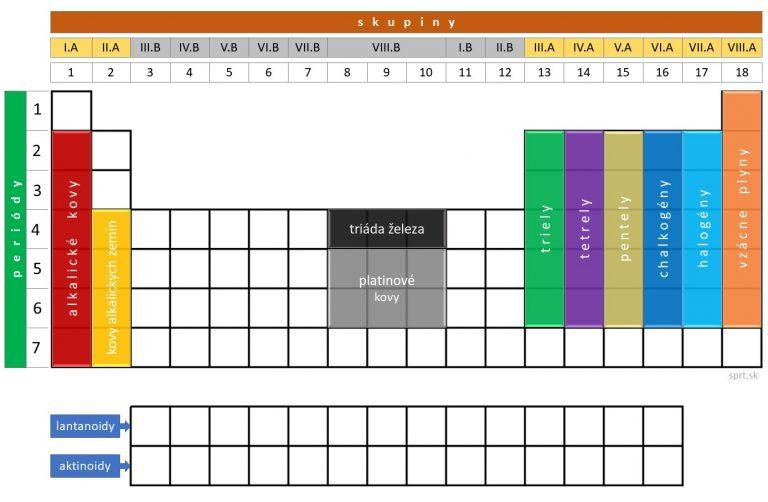 skupiny
I.A II.A III.B IV.B V.B VI.B VII.B VIII.B I.B II.B III.A IV.A V.A VI.A VII.A VIII.A
1 2 3 4 5 6 7 8 9 10 11 12 13 14 15 16 17 18
periódy
1
2
3
4
5
6
7
alkalické kovy
kovy alkalických zemín
triáda železa
platinové
kovy
triely
tetrely
pentely
chalkogény
halogény
vzácne plyny
sprt.sk
lantanoidy
aktinoidy